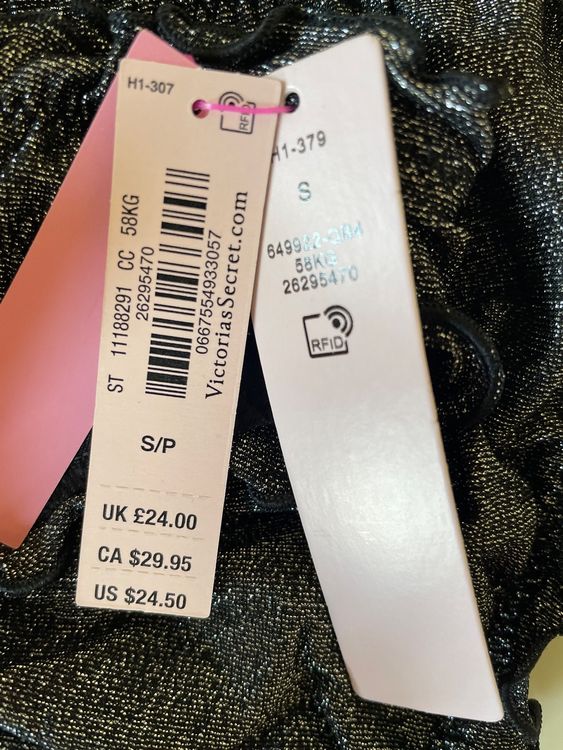 H1-307
RFID
ST 11188291 CC 58KG
26295470
0667554933057
VictoriasSecret.com
S/P
UK £24.00
CA $29.95
US $24.50
H1-379
S
58KG
26295470
RFID